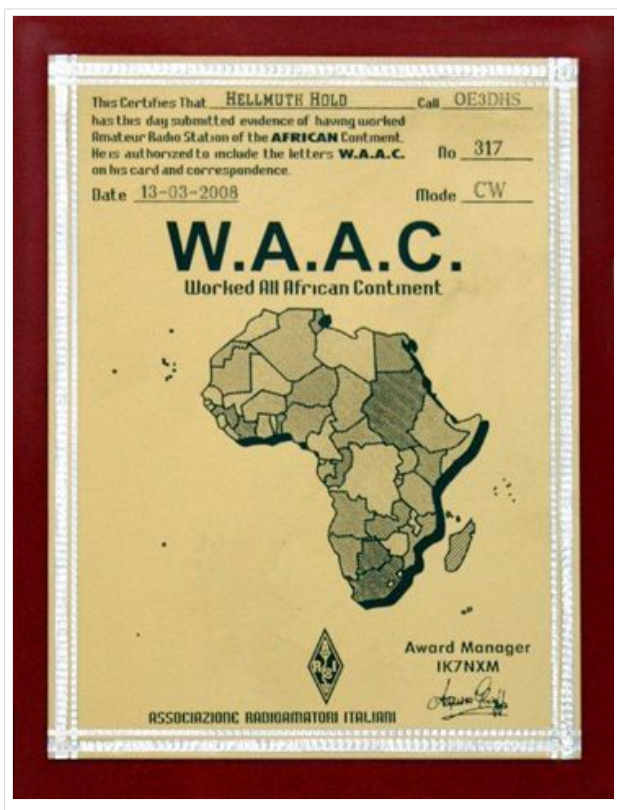 This Certifies That HELLMUTH HOLD Call OE3DHS
has this day submitted evidence of having worked
Amateur Radio Station of the AFRICAN Continent.
He is authorized to include the letters W.A.A.C.
on his card and correspondence.
No 317
Date 13-03-2008 Mode CW
W.A.A.C.
Worked All African Continent
A
R I
Award Manager
IK7NXM
ASSOCIAZIONE RADIOAMATORI ITALIANI